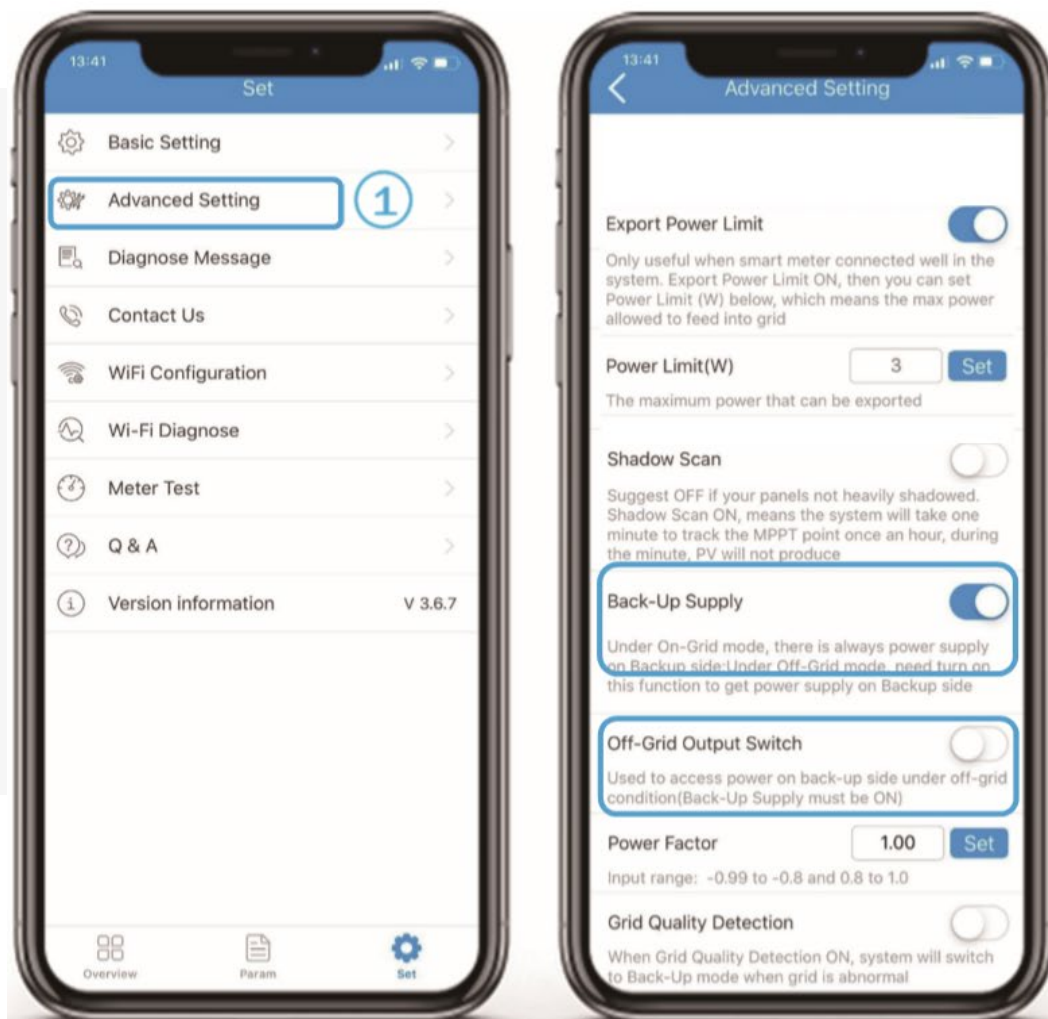 13:41
Set
Basic Setting
Advanced Setting
1
Diagnose Message
Contact Us
WiFi Configuration
Wi-Fi Diagnose
Meter Test
Q & A
Version information V 3.6.7
Overview Param Set
13:41
Advanced Setting
Export Power Limit
Only useful when smart meter connected well in the
system. Export Power Limit ON, then you can set
Power Limit (W) below, which means the max power
allowed to feed into grid
Power Limit(W) 3 Set
The maximum power that can be exported
Shadow Scan
Suggest OFF if your panels not heavily shadowed.
Shadow Scan ON, means the system will take one
minute to track the MPPT point once an hour, during
the minute, PV will not produce
Back-Up Supply
Under On-Grid mode, there is always power supply
on Backup side:Under Off-Grid mode, need turn on
this function to get power supply on Backup side
Off-Grid Output Switch
Used to access power on back-up side under off-grid
condition(Back-Up Supply must be ON)
Power Factor 1.00 Set
Input range: -0.99 to -0.8 and 0.8 to 1.0
Grid Quality Detection
When Grid Quality Detection ON, system will switch
to Back-Up mode when grid is abnormal